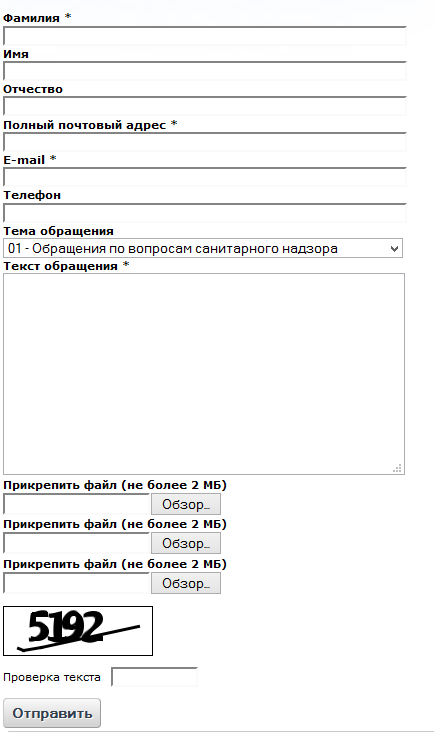 Фамилия *
Имя
Отчество
Полный почтовый адрес *
E-mail *
Телефон
Тема обращения
01 - Обращения по вопросам санитарного надзора
Текст обращения *
Прикрепить файл (не более 2 МБ)
Обзор...
Прикрепить файл (не более 2 МБ)
Обзор...
Прикрепить файл (не более 2 МБ)
Обзор...
5192
Проверка текста
Отправить